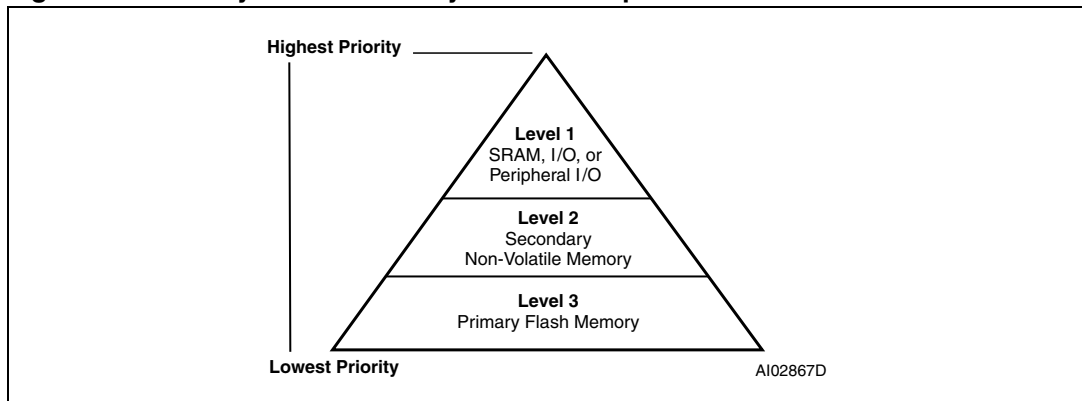 Highest Priority
Level 1
SRAM, I/O, or
Peripheral I/O
Level 2
Secondary
Non-Volatile Memory
Level 3
Primary Flash Memory
Lowest Priority
AI02867D